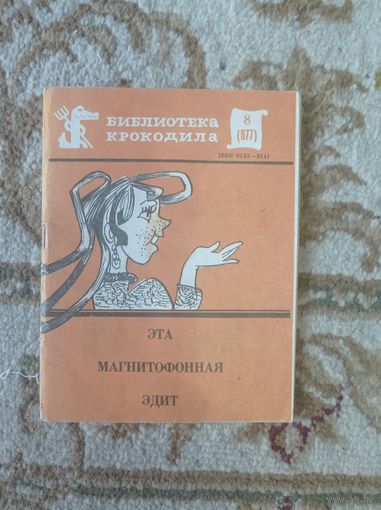 БИБЛИОТЕКА
КРОКОДИЛА
8
(877)
ISSN 0132—2141
ЭТА
МАГНИТОФОННАЯ
ЭДИТ